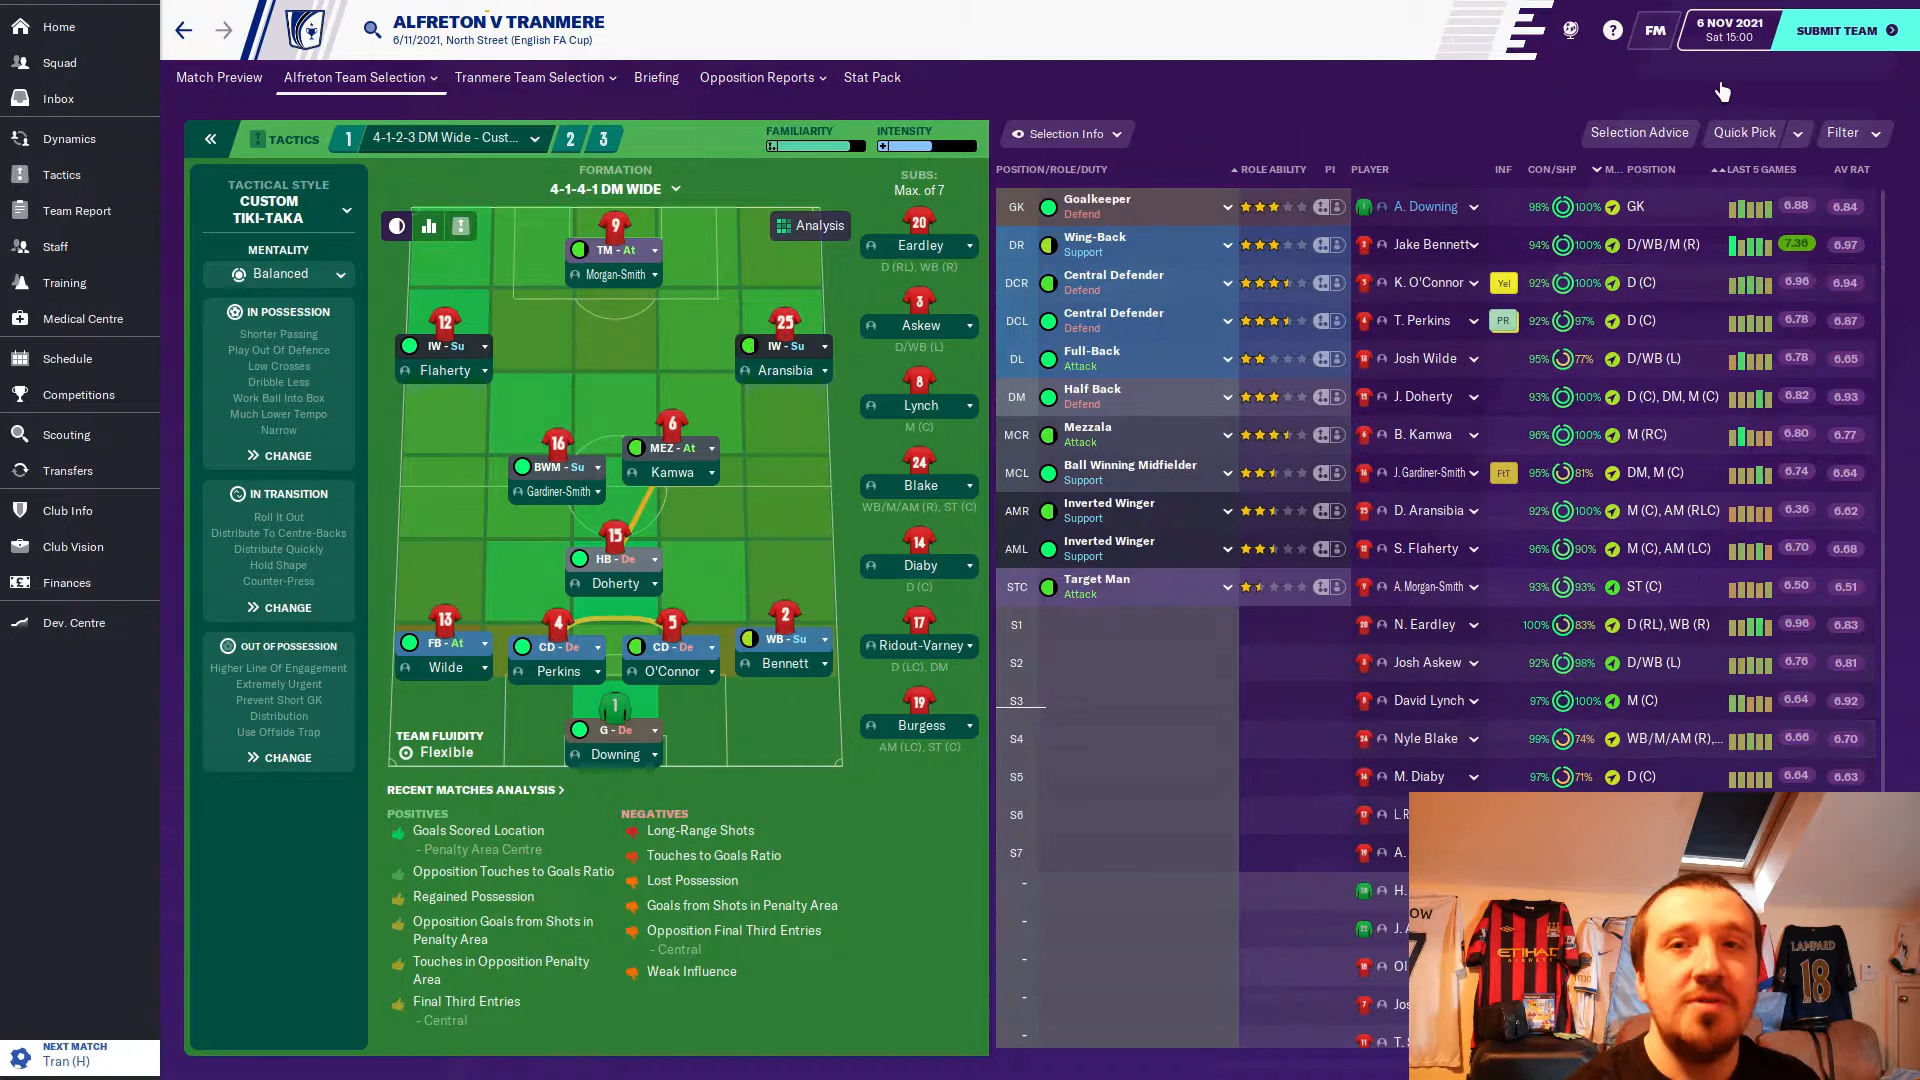 Home
Squad
Inbox
Dynamics
Tactics
Team Report
Staff
Training
Medical Centre
Schedule
Competitions
Scouting
Transfers
Club Info
Club Vision
Finances
Dev. Centre
NEXT MATCH
Tran (H)
ALFRETON V TRANMERE
6/11/2021, North Street (English FA Cup)
FM
6 NOV 2021
Sat 15:00
SUBMIT TEAM
Match Preview
Alfreton Team Selection
Tranmere Team Selection
Briefing
Opposition Reports
Stat Pack
TACTICS
1
4-1-2-3 DM Wide - Cust...
2
3
FAMILIARITY
INTENSITY
TACTICAL STYLE
CUSTOM
TIKI-TAKA
MENTALITY
Balanced
IN POSSESSION
Shorter Passing
Play Out Of Defence
Low Crosses
Dribble Less
Work Ball Into Box
Much Lower Tempo
Narrow
CHANGE
IN TRANSITION
Roll It Out
Distribute To Centre-Backs
Distribute Quickly
Hold Shape
Counter-Press
CHANGE
OUT OF POSSESSION
Higher Line Of Engagement
Extremely Urgent
Prevent Short GK
Distribution
Use Offside Trap
CHANGE
FORMATION
4-1-4-1 DM WIDE
Analysis
9
TM - At
Morgan-Smith
12
IW - Su
Flaherty
25
IW - Su
Aransibia
16
BWM - Su
Gardiner-Smith
6
MEZ - At
Kamwa
15
HB - De
Doherty
13
FB - At
Wilde
4
CD - De
Perkins
5
CD - De
O'Connor
2
WB - Su
Bennett
1
G - De
Downing
TEAM FLUIDITY
Flexible
SUBS:
Max. of 7
20
Eardley
D (RL), WB (R)
3
Askew
D/WB (L)
8
Lynch
M (C)
24
Blake
WB/M/AM (R), ST (C)
14
Diaby
D (C)
17
Ridout-Varney
D (LC), DM
19
Burgess
AM (LC), ST (C)
RECENT MATCHES ANALYSIS
POSITIVES
Goals Scored Location
- Penalty Area Centre
Opposition Touches to Goals Ratio
Regained Possession
Opposition Goals from Shots in
Penalty Area
Touches in Opposition Penalty
Area
Final Third Entries
- Central
NEGATIVES
Long-Range Shots
Touches to Goals Ratio
Lost Possession
Goals from Shots in Penalty Area
Opposition Final Third Entries
- Central
Weak Influence
Selection Info
Selection Advice
Quick Pick
Filter
POSITION/ROLE/DUTY ROLE ABILITY PI PLAYER INF CON/SHP M... POSITION LAST 5 GAMES AV RAT
GK Goalkeeper Defend A. Downing 98% 100% GK 6.88 6.84
DR Wing-Back Support Jake Bennett 94% 100% D/WB/M (R) 7.36 6.97
DCR Central Defender Defend K. O'Connor Yel 92% 100% D (C) 6.96 6.94
DCL Central Defender Defend T. Perkins PR 92% 97% D (C) 6.78 6.87
DL Full-Back Attack Josh Wilde 95% 77% D/WB (L) 6.78 6.65
DM Half Back Defend J. Doherty 93% 100% D (C), DM, M (C) 6.82 6.93
MCR Mezzala Attack B. Kamwa 96% 100% M (RC) 6.80 6.77
MCL Ball Winning Midfielder Support J. Gardiner-Smith FtT 95% 81% DM, M (C) 6.74 6.64
AMR Inverted Winger Support D. Aransibia 92% 100% M (C), AM (RLC) 6.36 6.62
AML Inverted Winger Support S. Flaherty 96% 90% M (C), AM (LC) 6.70 6.68
STC Target Man Attack A. Morgan-Smith 93% 93% ST (C) 6.50 6.51
S1 N. Eardley 100% 83% D (RL), WB (R) 6.96 6.83
S2 Josh Askew 92% 98% D/WB (L) 6.76 6.81
S3 David Lynch 97% 100% M (C) 6.64 6.92
S4 Nyle Blake 99% 74% WB/M/AM (R),... 6.66 6.70
S5 M. Diaby 97% 71% D (C) 6.64 6.63
S6 L R
S7 A.
- H.
- J.
- Ol
- Jos
- T.
ETIHAD
AIRWAYS
LAMPARD
18